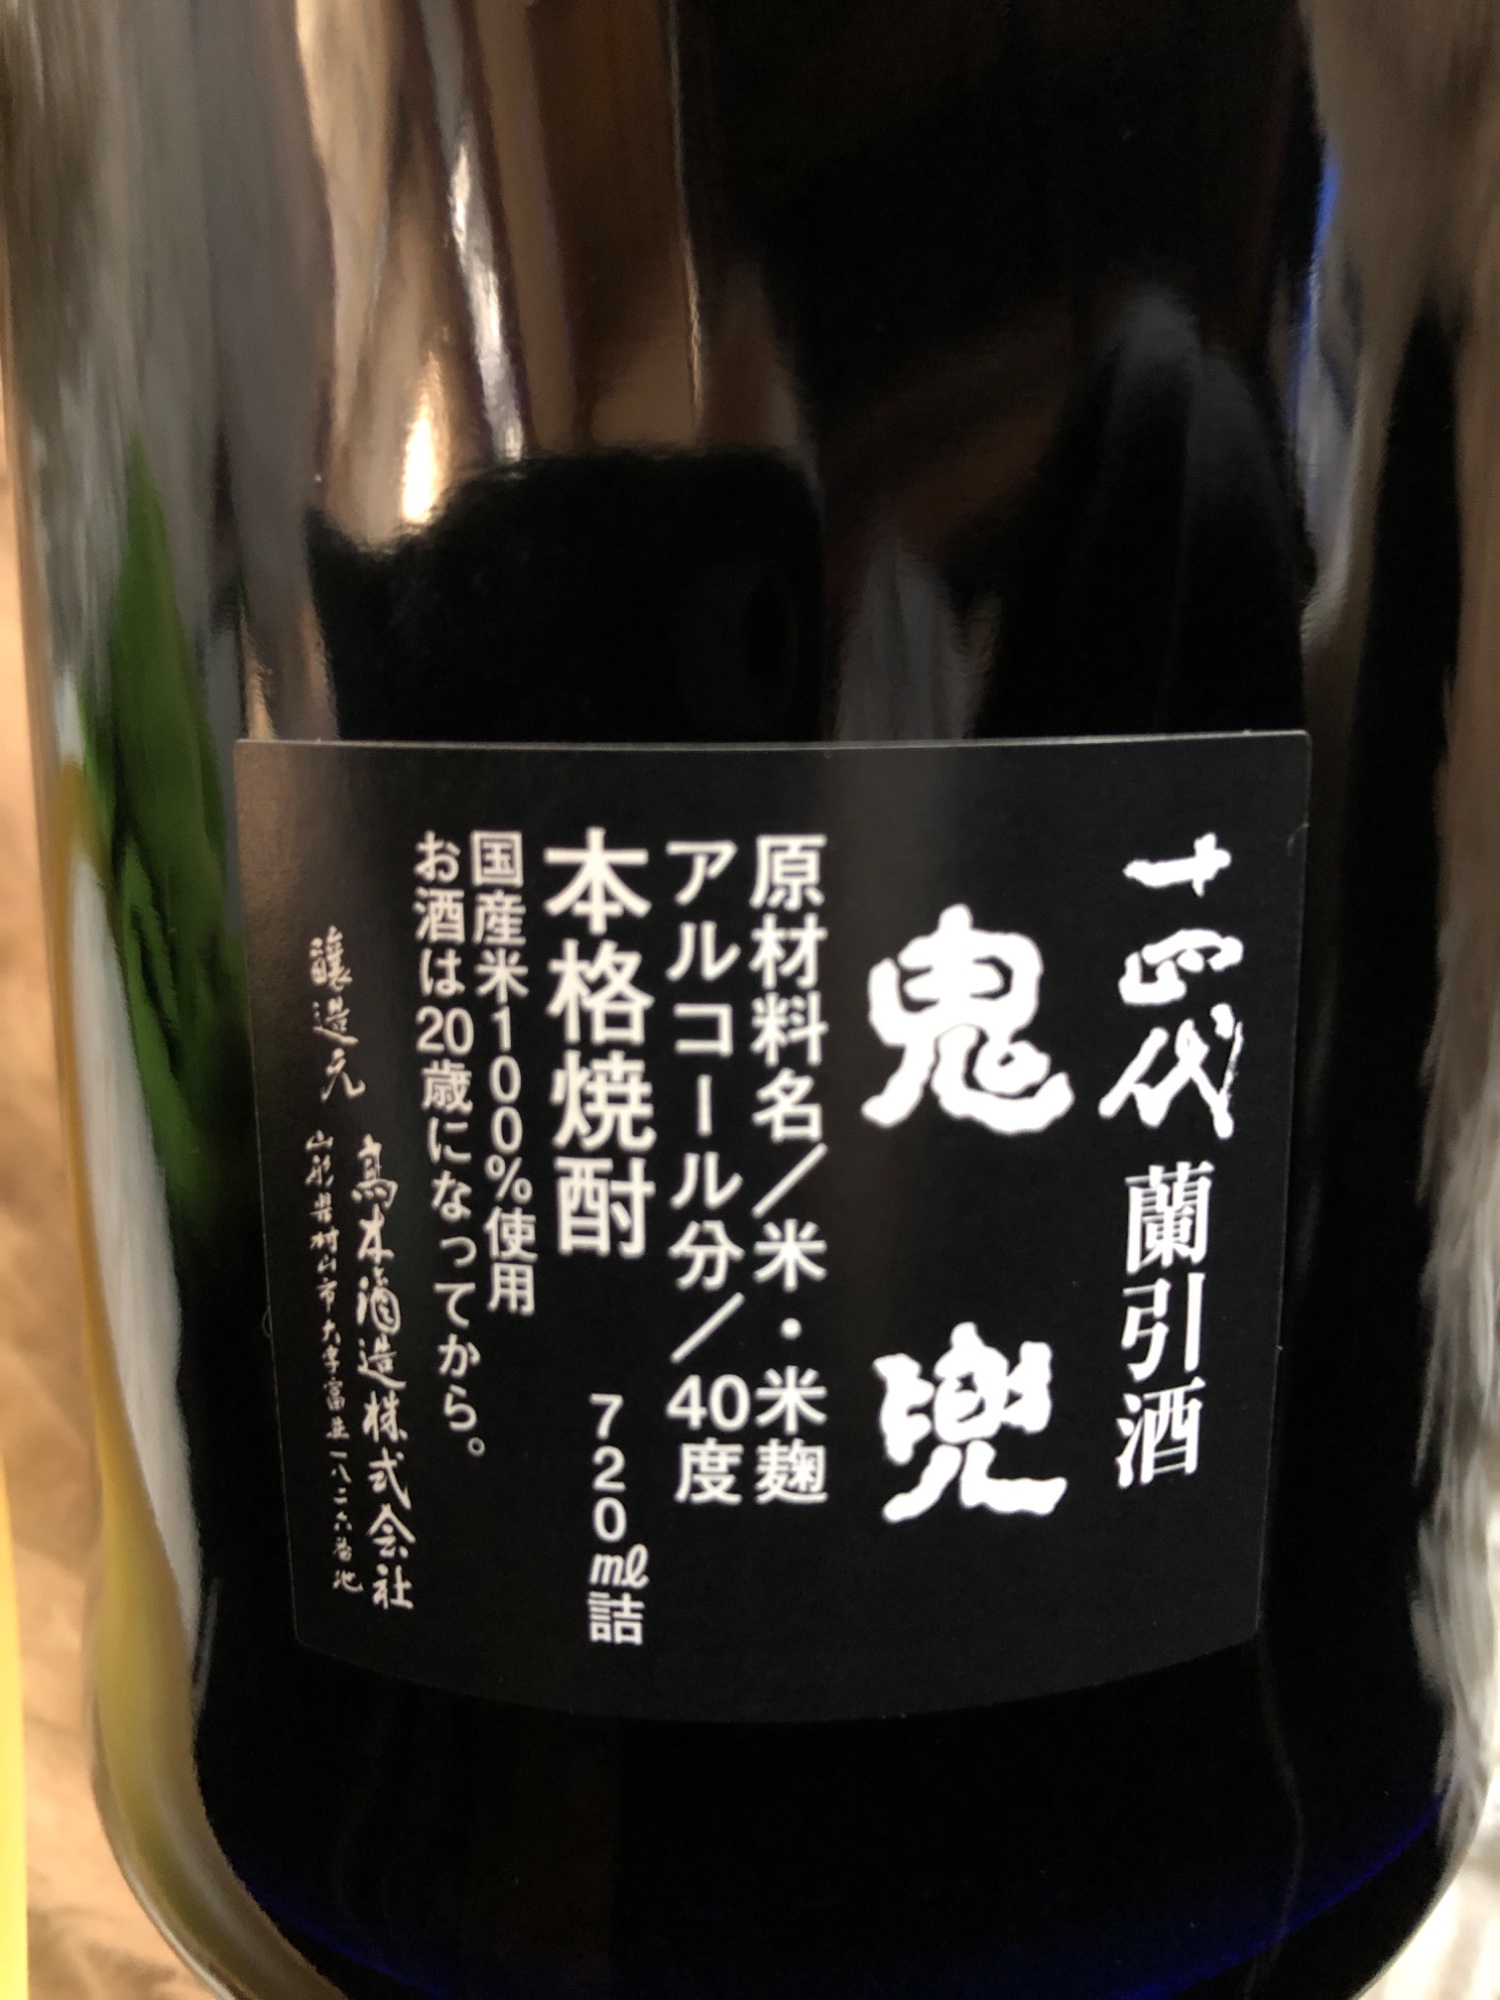 十四代 蘭引酒
鬼兜
原材料名／米・米麹
アルコール分／40度
本格焼酎 720㎖詰
国産米100%使用
お酒は20歳になってから。
醸造元 高木酒造株式会社
山形県村山市大字富並一八二六番地